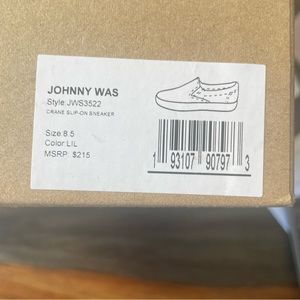 JOHNNY WAS
Style:JWS3522
CRANE SLIP-ON SNEAKER
Size:8.5
Color:LIL
MSRP: $215
1 93107 90797 3